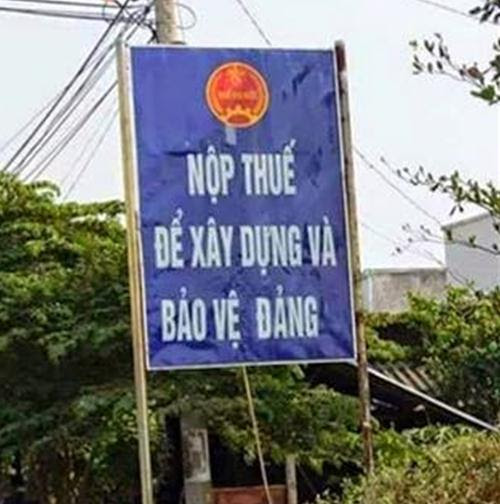 NỘP THUẾ
ĐỂ XÂY DỰNG VÀ
BẢO VỆ ĐẢNG